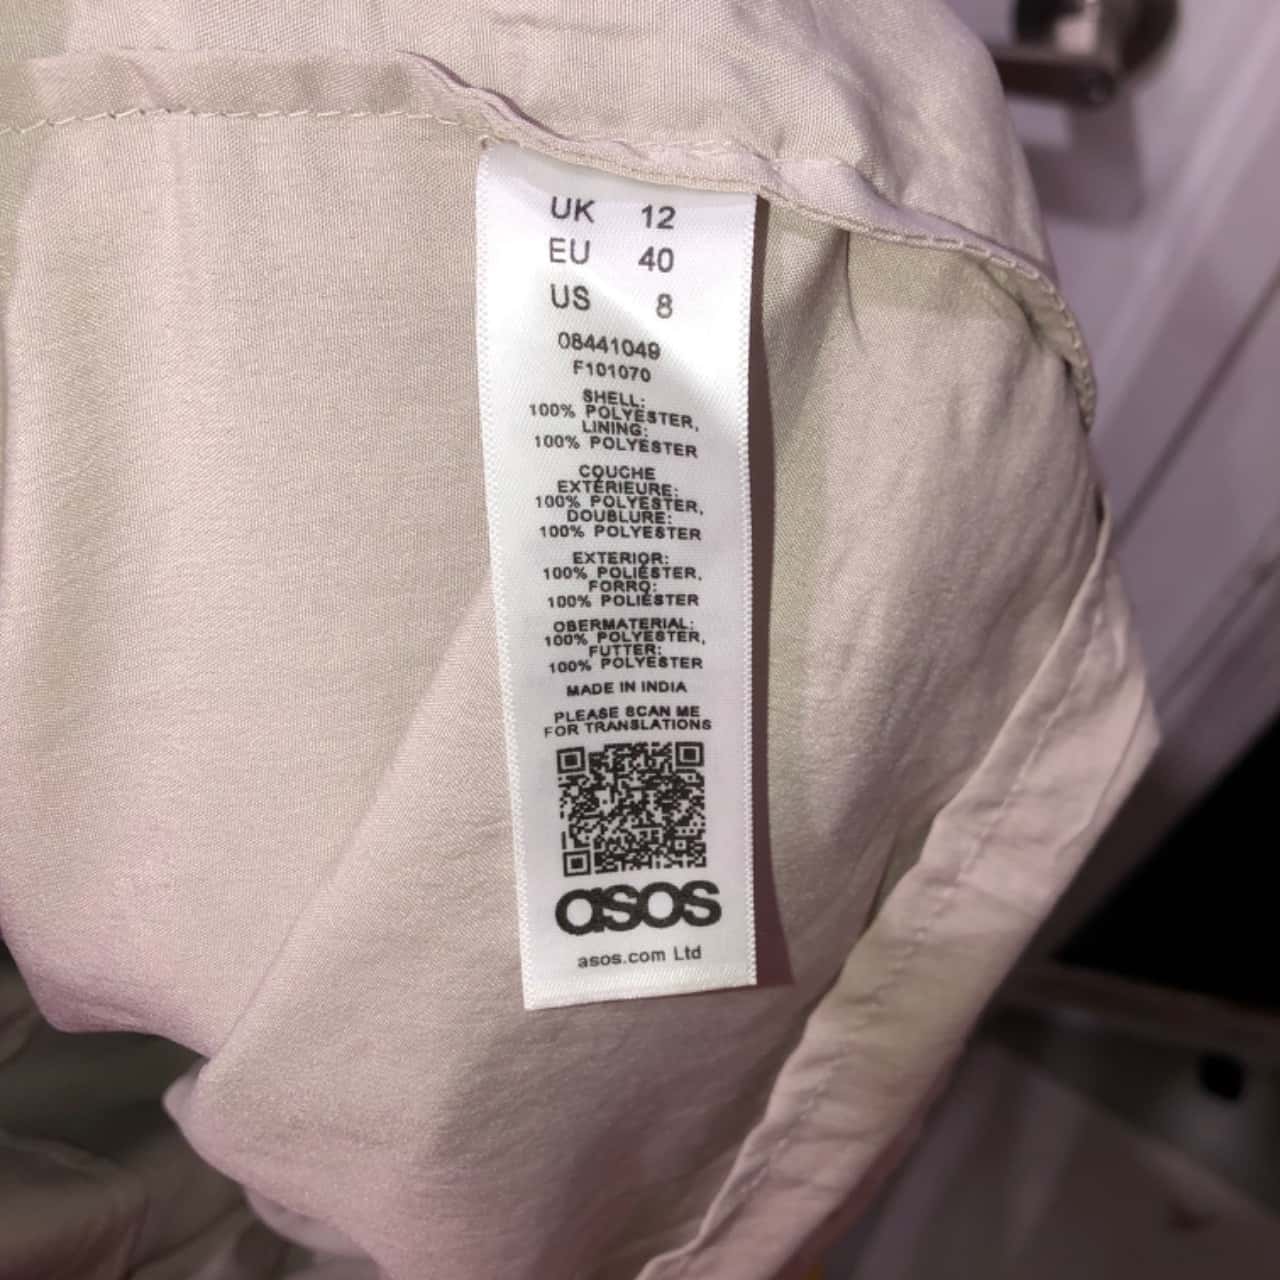 UK 12
EU 40
US 8
08441049
F101070
SHELL:
100% POLYESTER,
LINING:
100% POLYESTER
COUCHE
EXTÉRIEURE:
100% POLYESTER,
DOUBLURE:
100% POLYESTER
EXTERIOR:
100% POLIÉSTER,
FORRO:
100% POLIÉSTER
OBERMATERIAL:
100% POLYESTER,
FUTTER:
100% POLYESTER
MADE IN INDIA
PLEASE SCAN ME
FOR TRANSLATIONS
asos
asos.com Ltd